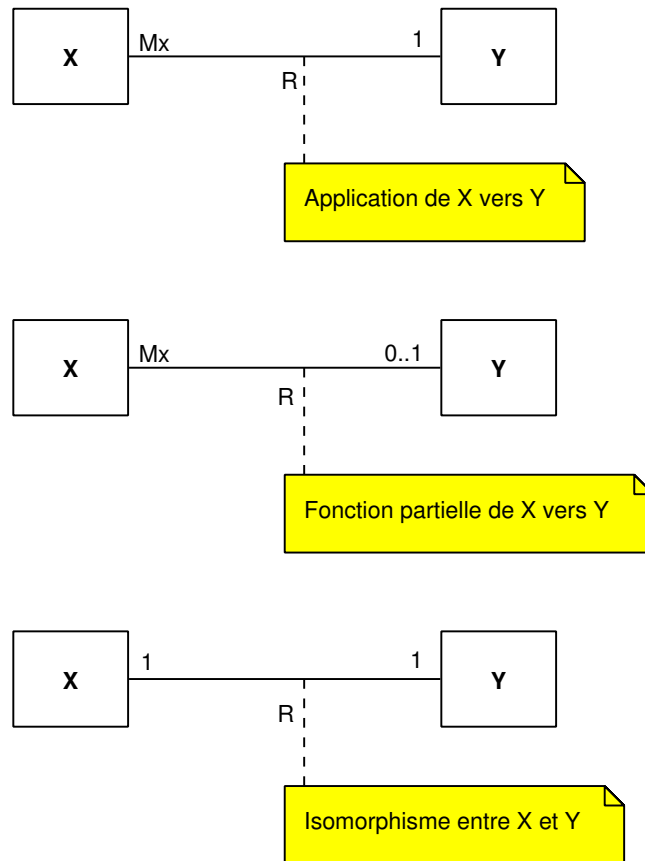 X Mx 1 Y
R
Application de X vers Y
X Mx 0..1 Y
R
Fonction partielle de X vers Y
X 1 1 Y
R
Isomorphisme entre X et Y